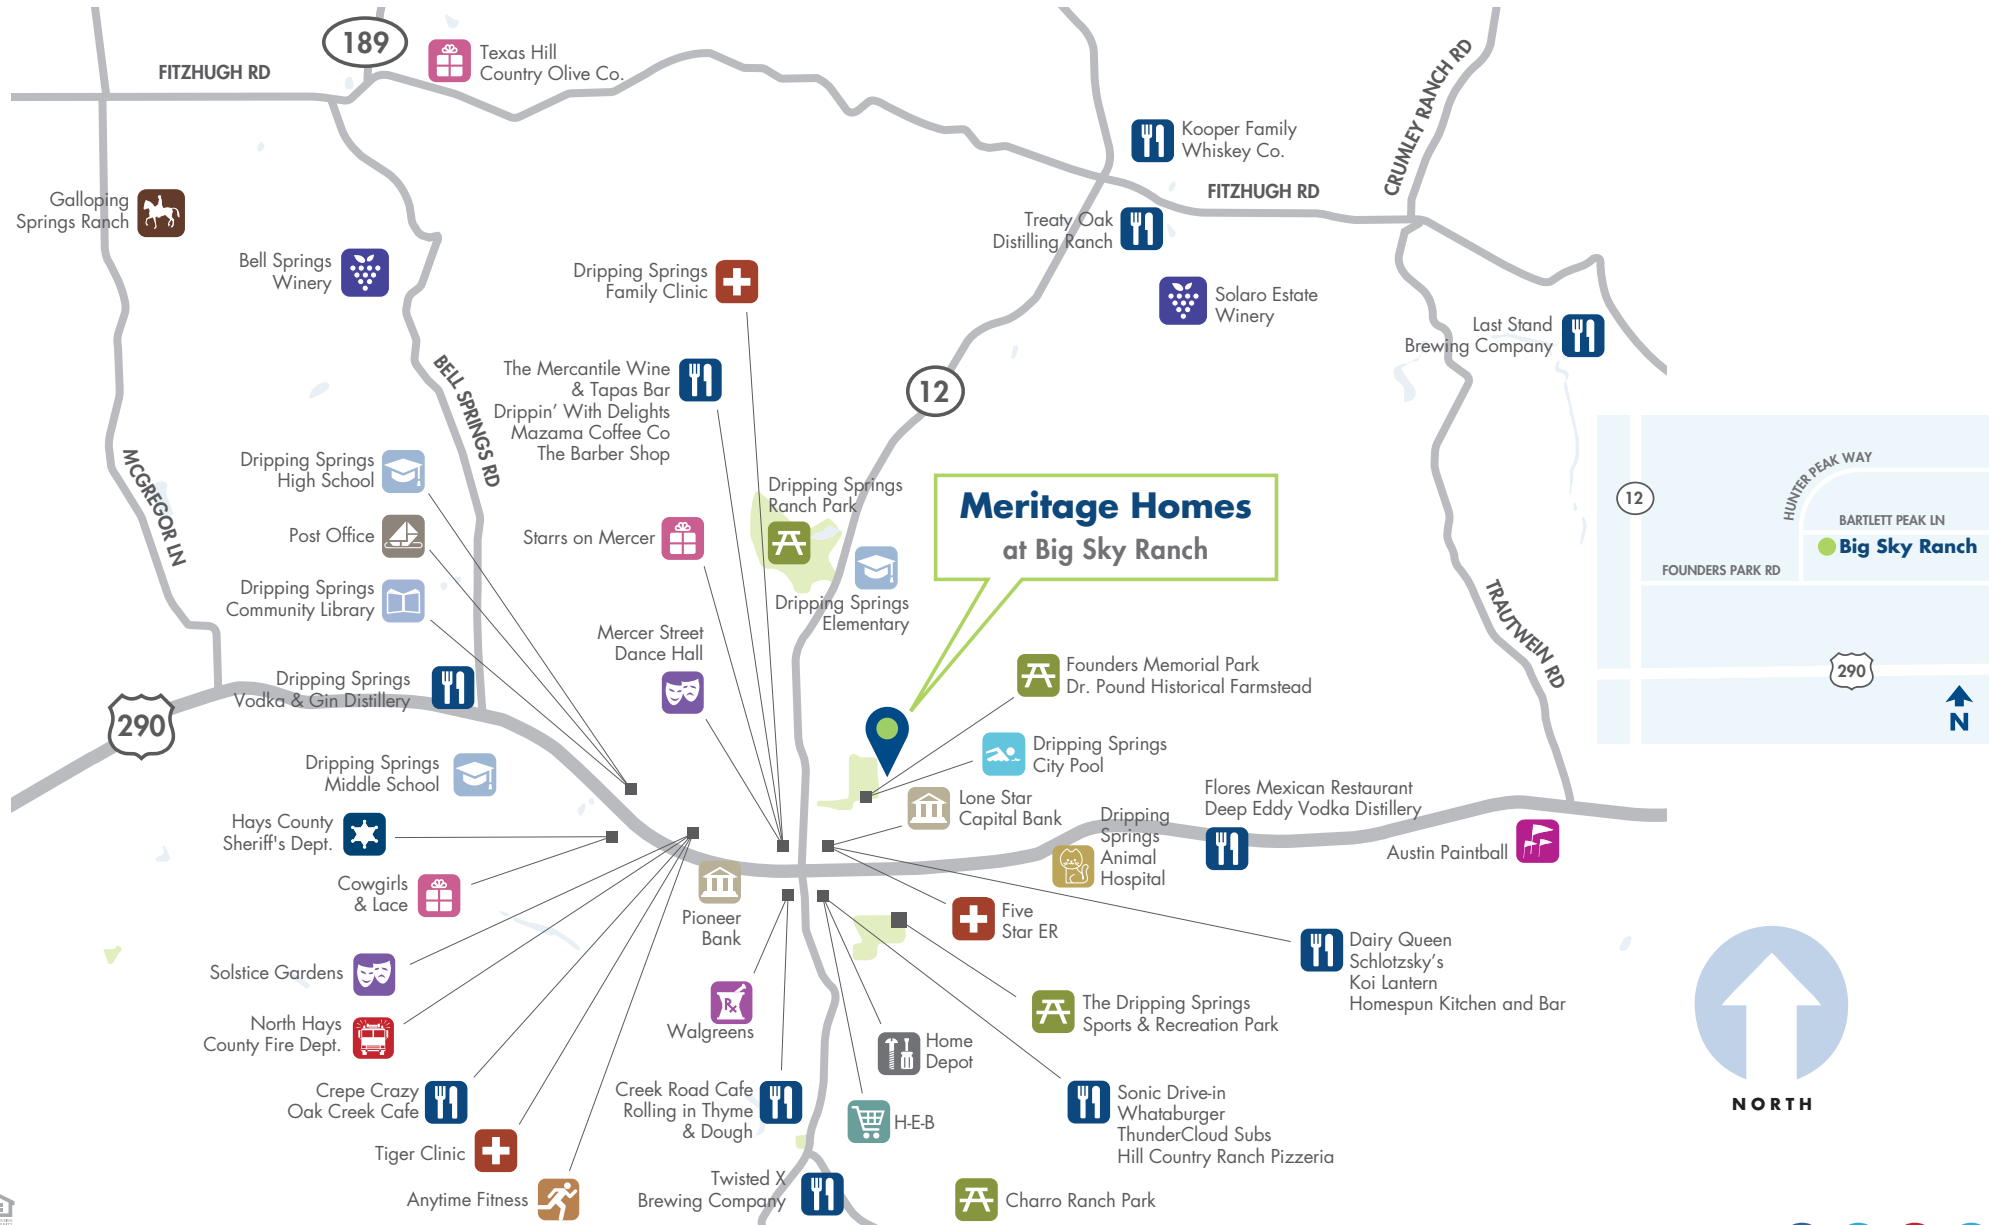 189
FITZHUGH RD
Texas Hill
Country Olive Co.
CRUMLEY RANCH RD
Kooper Family
Whiskey Co.
FITZHUGH RD
Galloping
Springs Ranch
Treaty Oak
Distilling Ranch
Bell Springs
Winery
Dripping Springs
Family Clinic
Solaro Estate
Winery
Last Stand
Brewing Company
BELL SPRINGS RD
The Mercantile Wine
& Tapas Bar
Drippin' With Delights
Mazama Coffee Co
The Barber Shop
12
MCGREGOR LN
Dripping Springs
High School
Dripping Springs
Ranch Park
Meritage Homes
at Big Sky Ranch
Post Office
Starrs on Mercer
Dripping Springs
Community Library
Dripping Springs
Elementary
TRAUTWEIN RD
HUNTER PEAK WAY
12
BARTLETT PEAK LN
Big Sky Ranch
FOUNDERS PARK RD
290
N
Mercer Street
Dance Hall
Founders Memorial Park
Dr. Pound Historical Farmstead
Dripping Springs
Vodka & Gin Distillery
290
Dripping Springs
City Pool
Dripping Springs
Middle School
Lone Star
Capital Bank
Flores Mexican Restaurant
Deep Eddy Vodka Distillery
Hays County
Sheriff's Dept.
Dripping
Springs
Animal
Hospital
Austin Paintball
Cowgirls
& Lace
Pioneer
Bank
Five
Star ER
Dairy Queen
Schlotzsky's
Koi Lantern
Homespun Kitchen and Bar
Solstice Gardens
Rx
Walgreens
The Dripping Springs
Sports & Recreation Park
North Hays
County Fire Dept.
Home
Depot
Crepe Crazy
Oak Creek Cafe
Creek Road Cafe
Rolling in Thyme
& Dough
H-E-B
Sonic Drive-in
Whataburger
ThunderCloud Subs
Hill Country Ranch Pizzeria
NORTH
Tiger Clinic
Anytime Fitness
Twisted X
Brewing Company
Charro Ranch Park